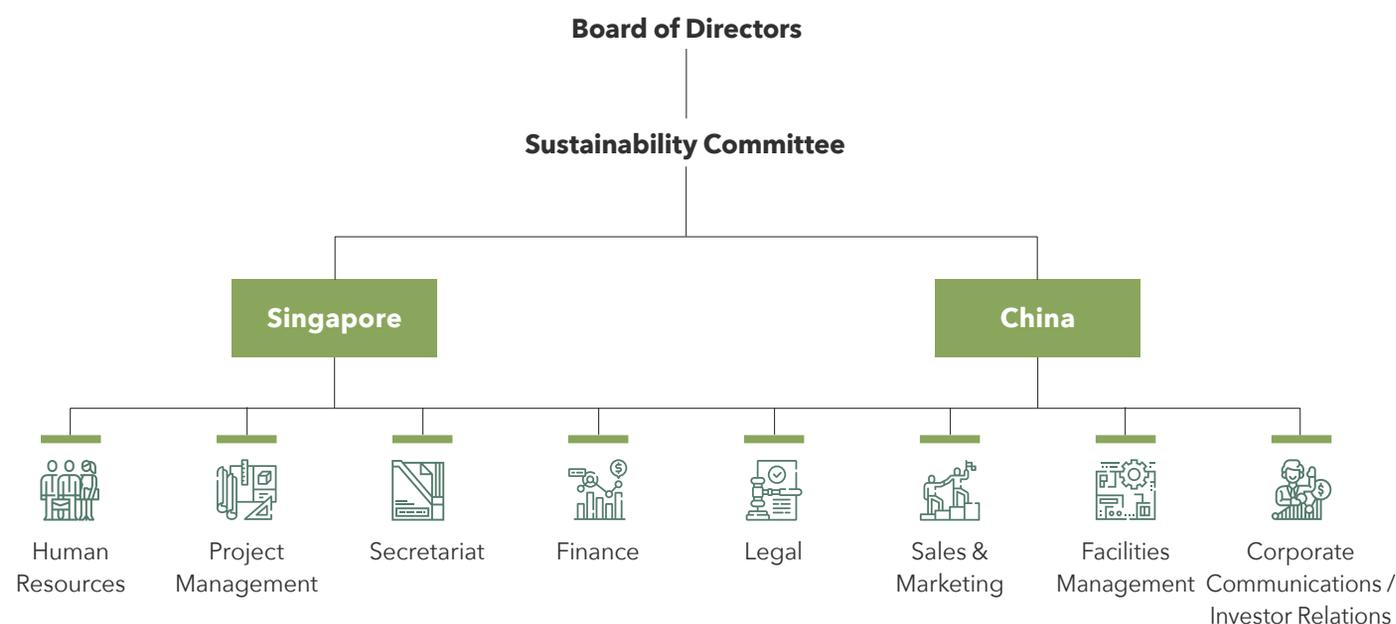 Board of Directors
Sustainability Committee
Singapore
China
Human
Resources
Project
Management
Secretariat
Finance
Legal
Sales &
Marketing
Facilities
Management
Corporate
Communications /
Investor Relations